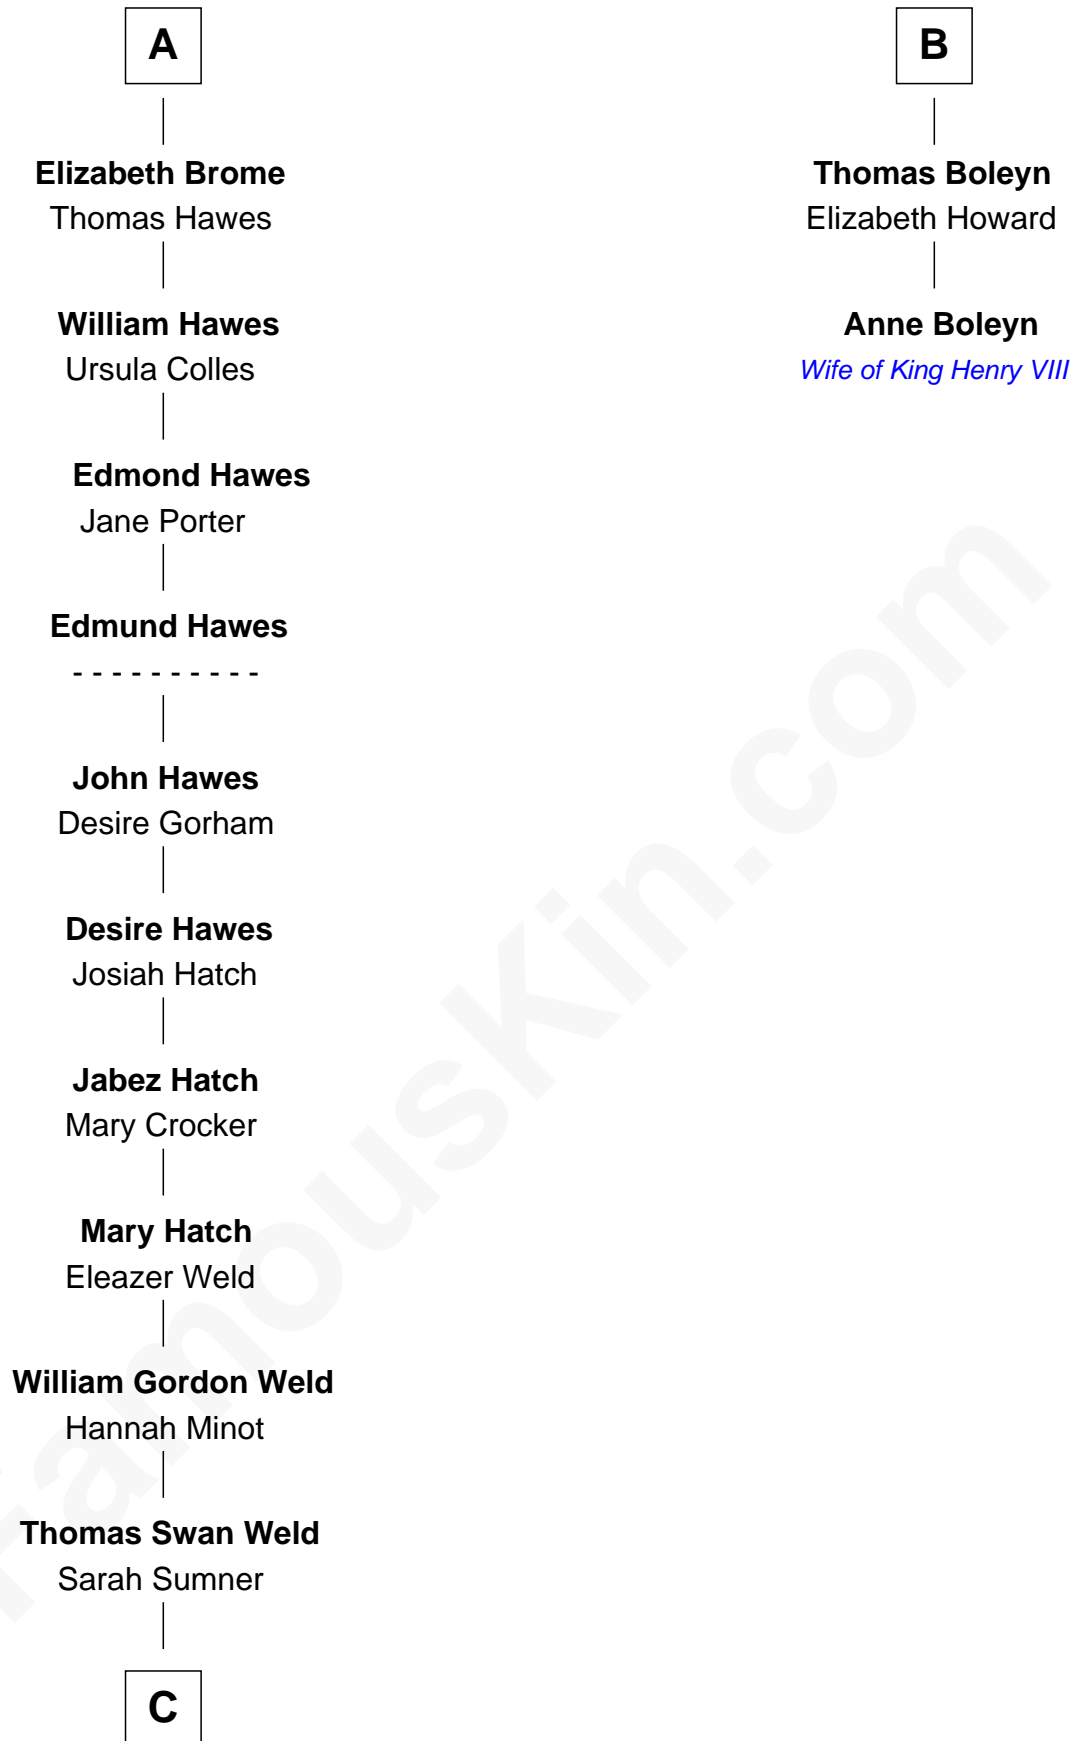 A
Elizabeth Brome
Thomas Hawes
William Hawes
Ursula Colles
Edmond Hawes
Jane Porter
Edmund Hawes
- - - - - - - - - -
John Hawes
Desire Gorham
Desire Hawes
Josiah Hatch
Jabez Hatch
Mary Crocker
Mary Hatch
Eleazer Weld
William Gordon Weld
Hannah Minot
Thomas Swan Weld
Sarah Sumner
C
B
Thomas Boleyn
Elizabeth Howard
Anne Boleyn
Wife of King Henry VIII
FamousKin.com